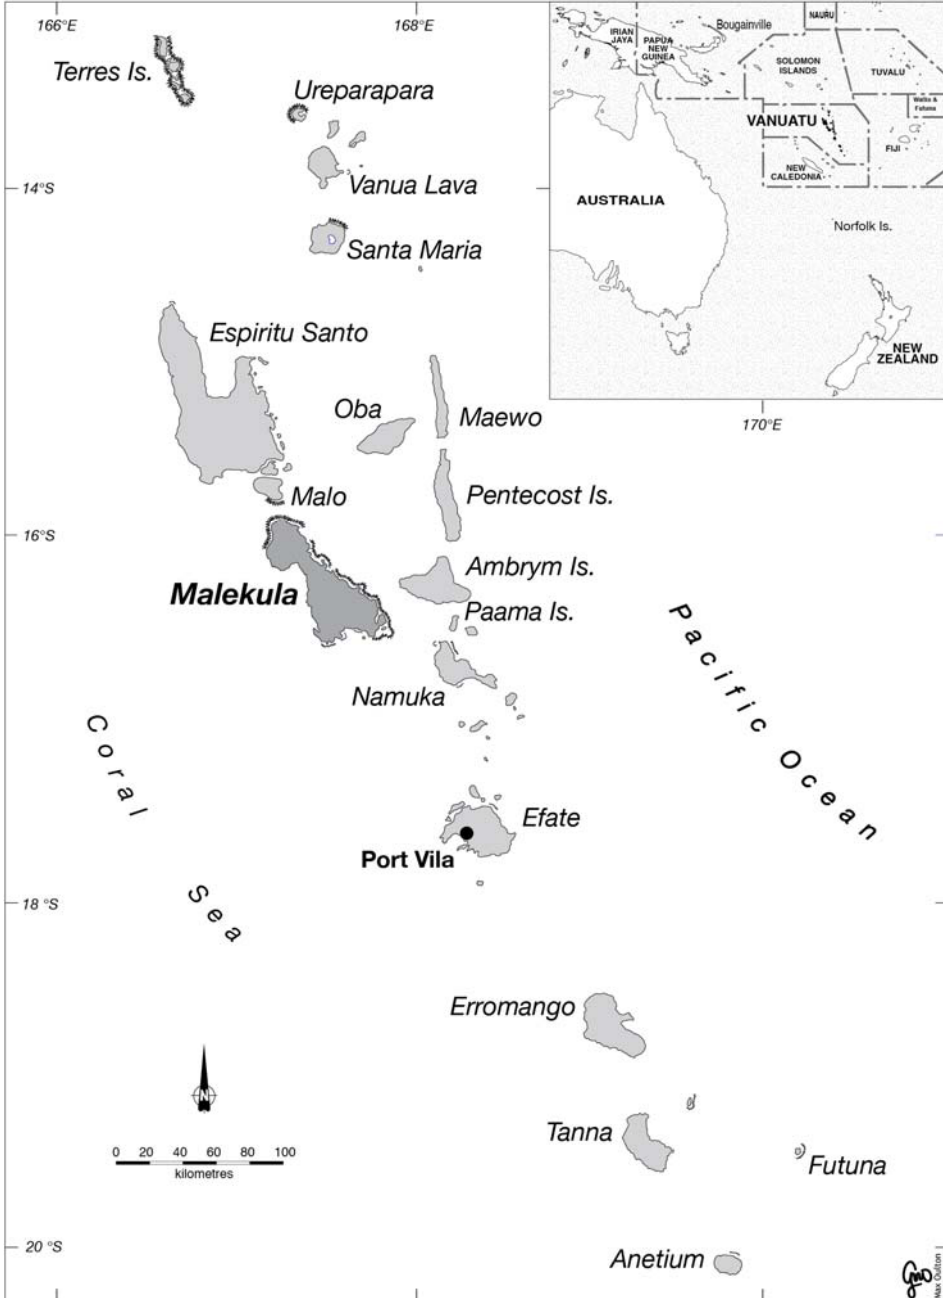 166°E
168°E
Terres Is.
Ureparapara
Vanua Lava
14°S
Santa Maria
Espiritu Santo
Oba
Maewo
Malo
Pentecost Is.
16°S
Ambrym Is.
Malekula
Paama Is.
Namuka
Coral
Sea
Pacific Ocean
Efate
Port Vila
18 °S
Erromango
N
Tanna
Futuna
0 20 40 60 80 100
kilometres
20 °S
Anetium
Max Oulton
NAURU
Bougainville
IRIAN
JAYA
PAPUA
NEW
GUINEA
SOLOMON
ISLANDS
TUVALU
Wallis &
Futuna
VANUATU
FIJI
NEW
CALEDONIA
AUSTRALIA
Norfolk Is.
NEW
ZEALAND
170°E